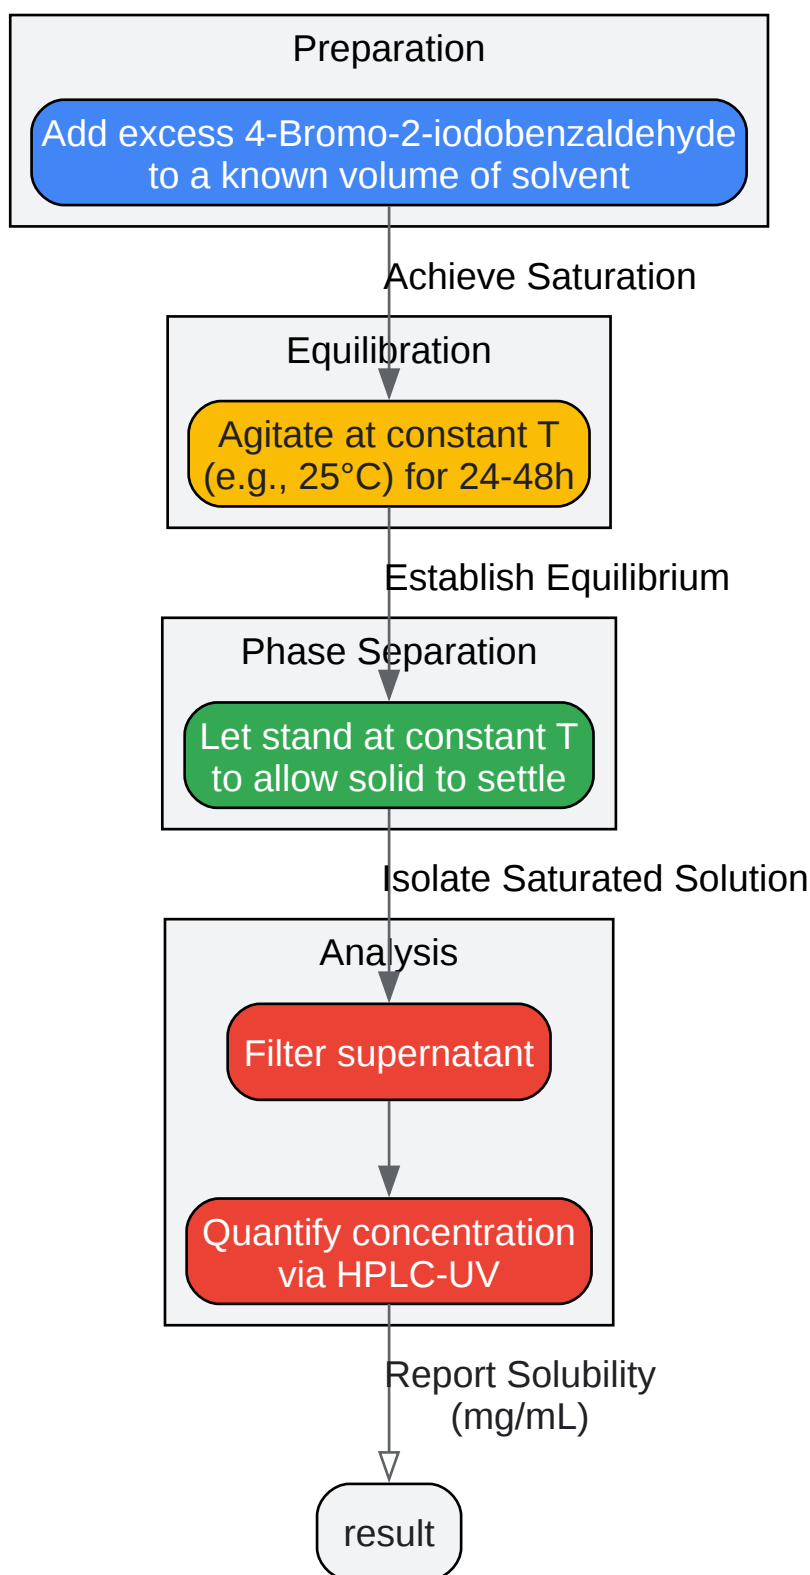 Preparation
Add excess 4-Bromo-2-iodobenzaldehyde
to a known volume of solvent
Achieve Saturation
Equilibration
Agitate at constant T
(e.g., 25°C) for 24-48h
Establish Equilibrium
Phase Separation
Let stand at constant T
to allow solid to settle
Isolate Saturated Solution
Analysis
Filter supernatant
Quantify concentration
via HPLC-UV
Report Solubility
(mg/mL)
result